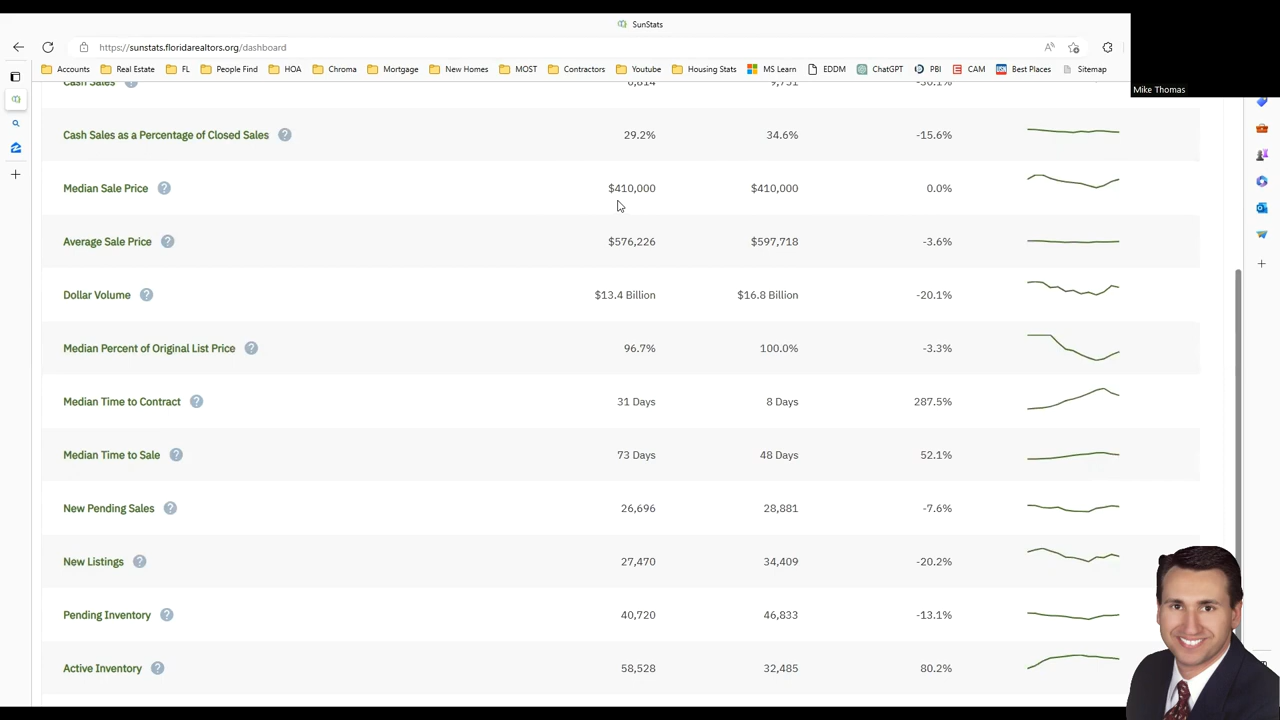 SunStats
https://sunstats.floridarealtors.org/dashboard
Accounts Real Estate FL People Find HOA Chroma Mortgage New Homes MOST Contractors Youtube Housing Stats MS Learn EDDM ChatGPT PBI CAM Best Places Sitemap
Mike Thomas
Cash Sales
Cash Sales as a Percentage of Closed Sales ? 29.2% 34.6% -15.6%
Median Sale Price ? $410,000 $410,000 0.0%
Average Sale Price ? $576,226 $597,718 -3.6%
Dollar Volume ? $13.4 Billion $16.8 Billion -20.1%
Median Percent of Original List Price ? 96.7% 100.0% -3.3%
Median Time to Contract ? 31 Days 8 Days 287.5%
Median Time to Sale ? 73 Days 48 Days 52.1%
New Pending Sales ? 26,696 28,881 -7.6%
New Listings ? 27,470 34,409 -20.2%
Pending Inventory ? 40,720 46,833 -13.1%
Active Inventory ? 58,528 32,485 80.2%